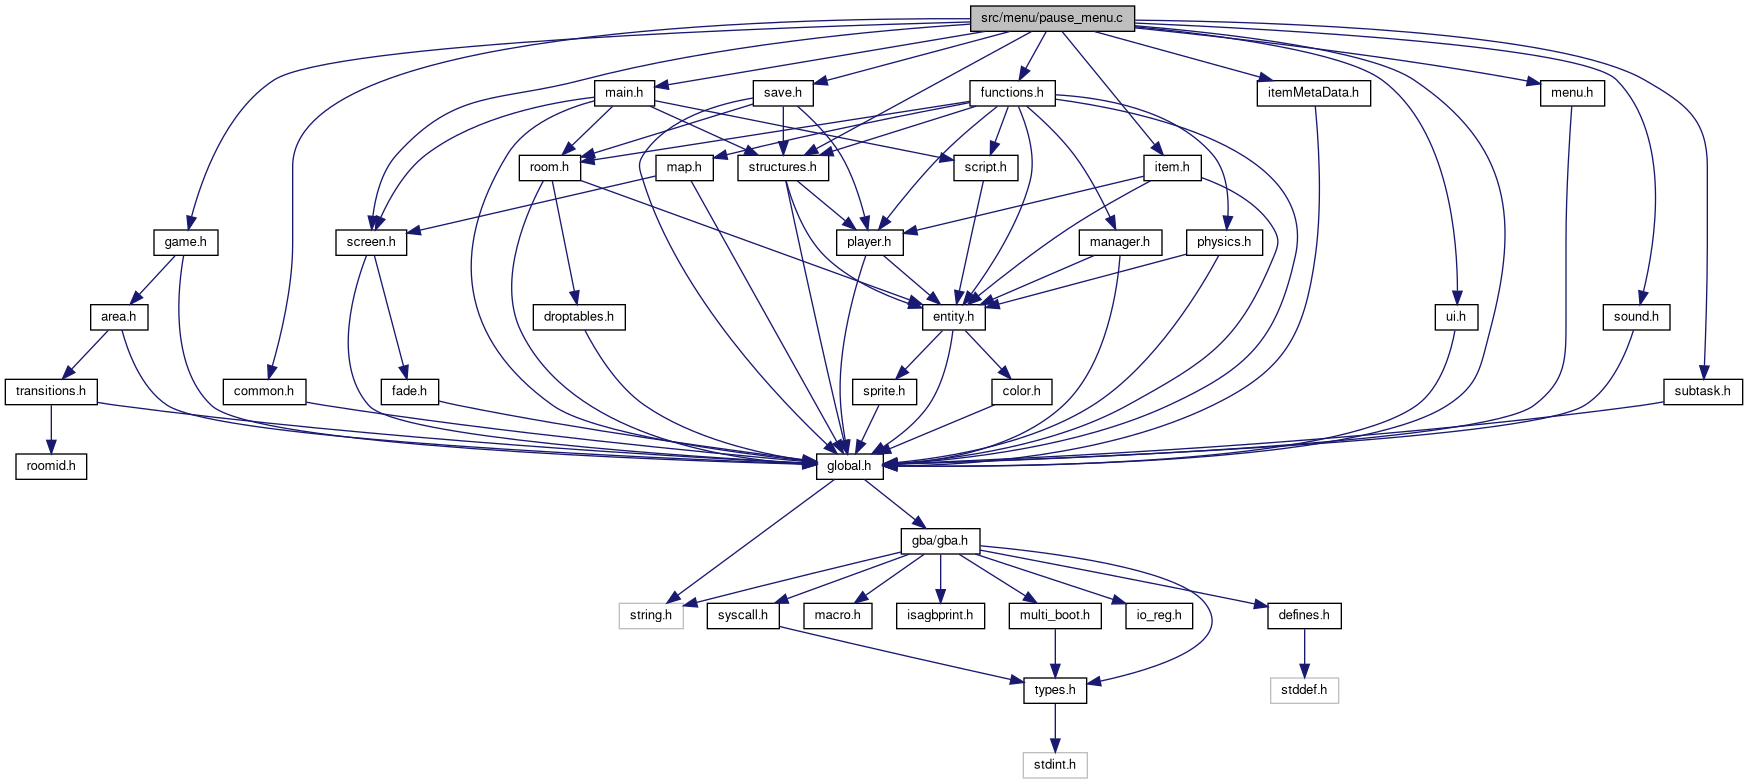 src/menu/pause_menu.c
main.h
save.h
functions.h
itemMetaData.h
menu.h
room.h
map.h
structures.h
script.h
item.h
game.h
screen.h
player.h
manager.h
physics.h
area.h
droptables.h
entity.h
ui.h
sound.h
transitions.h
common.h
fade.h
sprite.h
color.h
subtask.h
roomid.h
global.h
gba/gba.h
string.h
syscall.h
macro.h
isagbprint.h
multi_boot.h
io_reg.h
defines.h
types.h
stddef.h
stdint.h